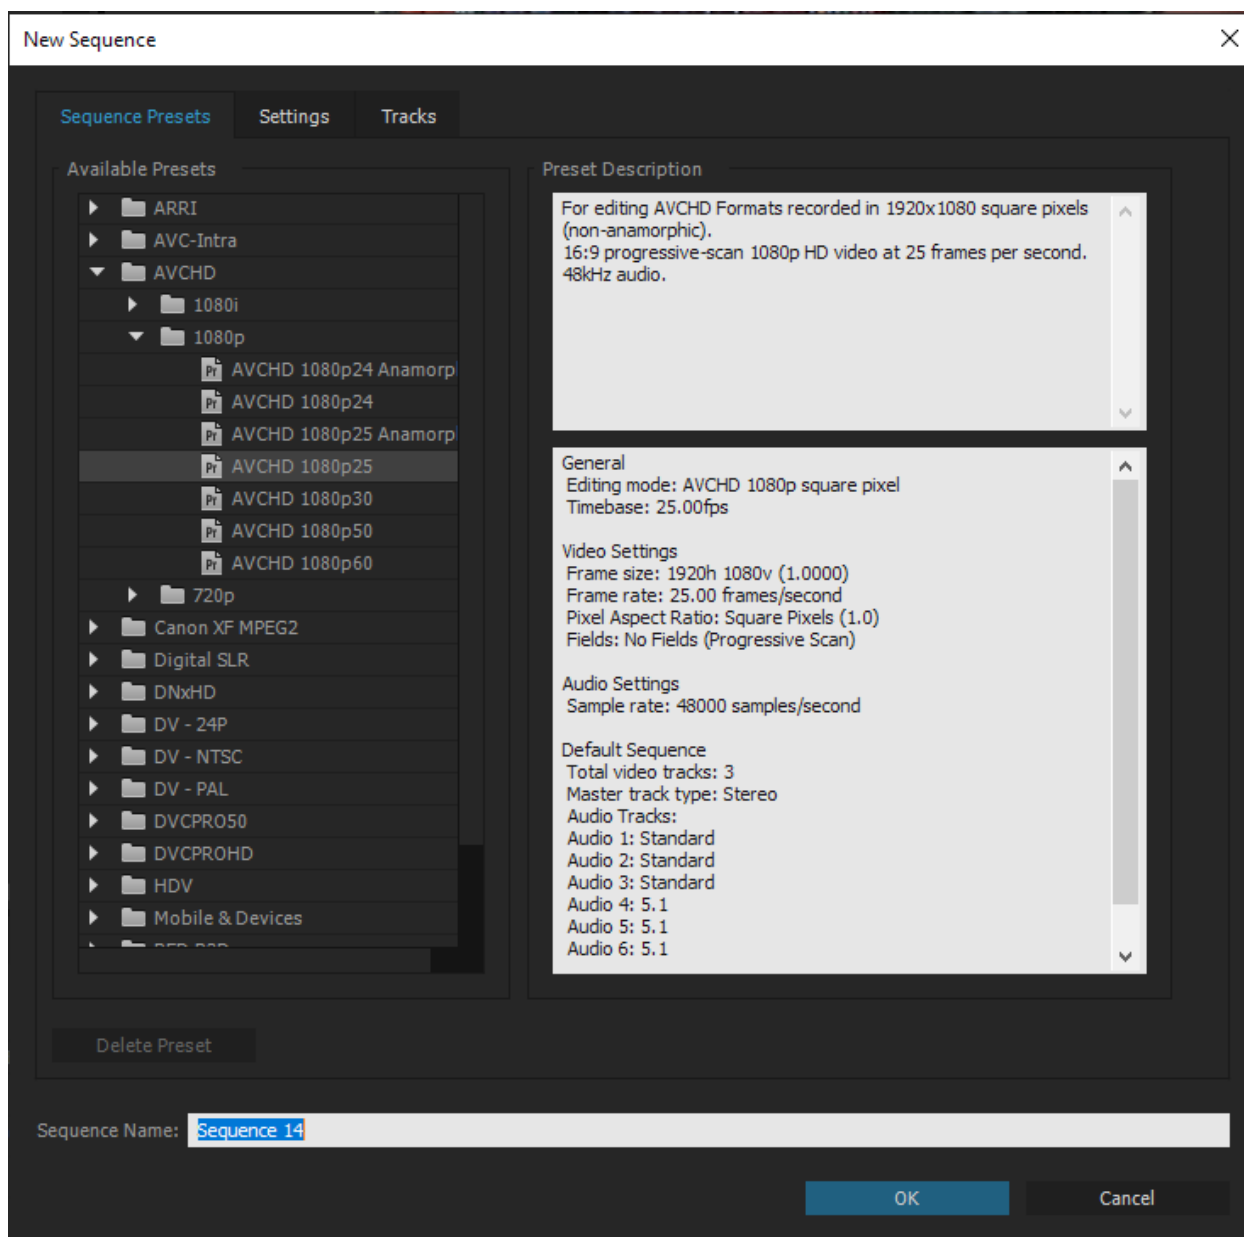 New Sequence
Sequence Presets
Settings
Tracks
Available Presets
ARRI
AVC-Intra
AVCHD
1080i
1080p
AVCHD 1080p24 Anamorp
AVCHD 1080p24
AVCHD 1080p25 Anamorp
AVCHD 1080p25
AVCHD 1080p30
AVCHD 1080p50
AVCHD 1080p60
720p
Canon XF MPEG2
Digital SLR
DNxHD
DV - 24P
DV - NTSC
DV - PAL
DVCPRO50
DVCPROHD
HDV
Mobile & Devices
Preset Description
For editing AVCHD Formats recorded in 1920x1080 square pixels
(non-anamorphic).
16:9 progressive-scan 1080p HD video at 25 frames per second.
48kHz audio.
General
Editing mode: AVCHD 1080p square pixel
Timebase: 25.00fps
Video Settings
Frame size: 1920h 1080v (1.0000)
Frame rate: 25.00 frames/second
Pixel Aspect Ratio: Square Pixels (1.0)
Fields: No Fields (Progressive Scan)
Audio Settings
Sample rate: 48000 samples/second
Default Sequence
Total video tracks: 3
Master track type: Stereo
Audio Tracks:
Audio 1: Standard
Audio 2: Standard
Audio 3: Standard
Audio 4: 5.1
Audio 5: 5.1
Audio 6: 5.1
Delete Preset
Sequence Name: Sequence 14
OK
Cancel